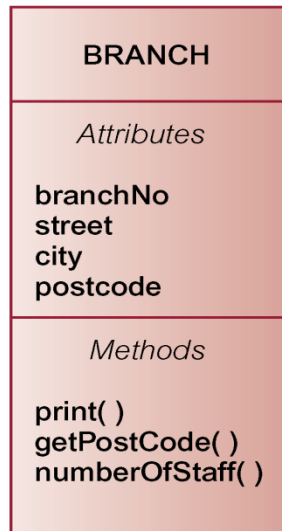 BRANCH
Attributes
branchNo
street
city
postcode
Methods
print( )
getPostCode( )
numberOfStaff( )